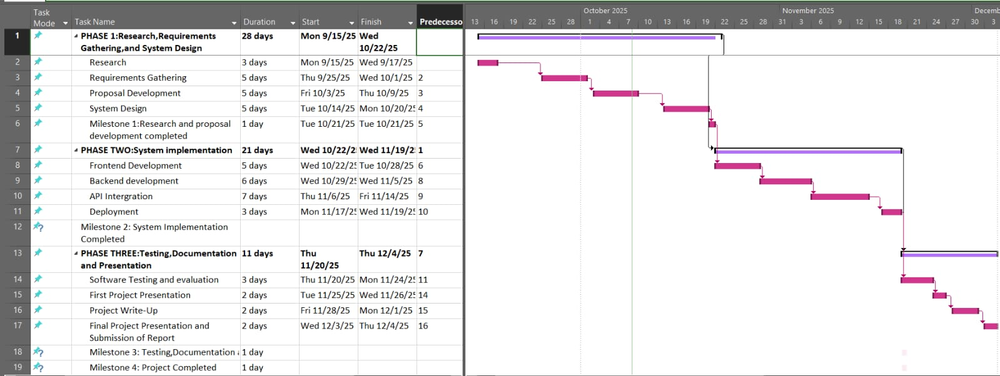 Task
Mode
Task Name
Duration
Start
Finish
Predecesso
October 2025
November 2025
Decemb
13 16 19 22 25 28 1 4 7 13 16 19 22 25 28 31 3 6 9 12 15 18 21 24 27 30 3
1 PHASE 1:Research,Requirements 28 days Mon 9/15/25 Wed
Gathering,and System Design 10/22/25
2 Research 3 days Mon 9/15/25 Wed 9/17/25
3 Requirements Gathering 5 days Thu 9/25/25 Wed 10/1/25 2
4 Proposal Development 5 days Fri 10/3/25 Thu 10/9/25 3
5 System Design 5 days Tue 10/14/25 Mon 10/20/25 4
6 Milestone 1:Research and proposal 1 day Tue 10/21/25 Tue 10/21/25 5
development completed
7 PHASE TWO:System implementation 21 days Wed 10/22/2 Wed 11/19/2 1
8 Frontend Development 5 days Wed 10/22/25 Tue 10/28/25 6
9 Backend development 6 days Wed 10/29/25 Wed 11/5/25 8
10 API Intergration 7 days Thu 11/6/25 Fri 11/14/25 9
11 Deployment 3 days Mon 11/17/25 Wed 11/19/25 10
12 Milestone 2: System Implementation
Completed
13 PHASE THREE:Testing,Documentation 11 days Thu Thu 12/4/25 7
and Presentation 11/20/25
14 Software Testing and evaluation 3 days Thu 11/20/25 Mon 11/24/25 11
15 First Project Presentation 2 days Tue 11/25/25 Wed 11/26/25 14
16 Project Write-Up 2 days Fri 11/28/25 Mon 12/1/25 15
17 Final Project Presentation and 2 days Wed 12/3/25 Thu 12/4/25 16
Submission of Report
18 Milestone 3: Testing,Documentation 1 day
19 Milestone 4: Project Completed 1 day